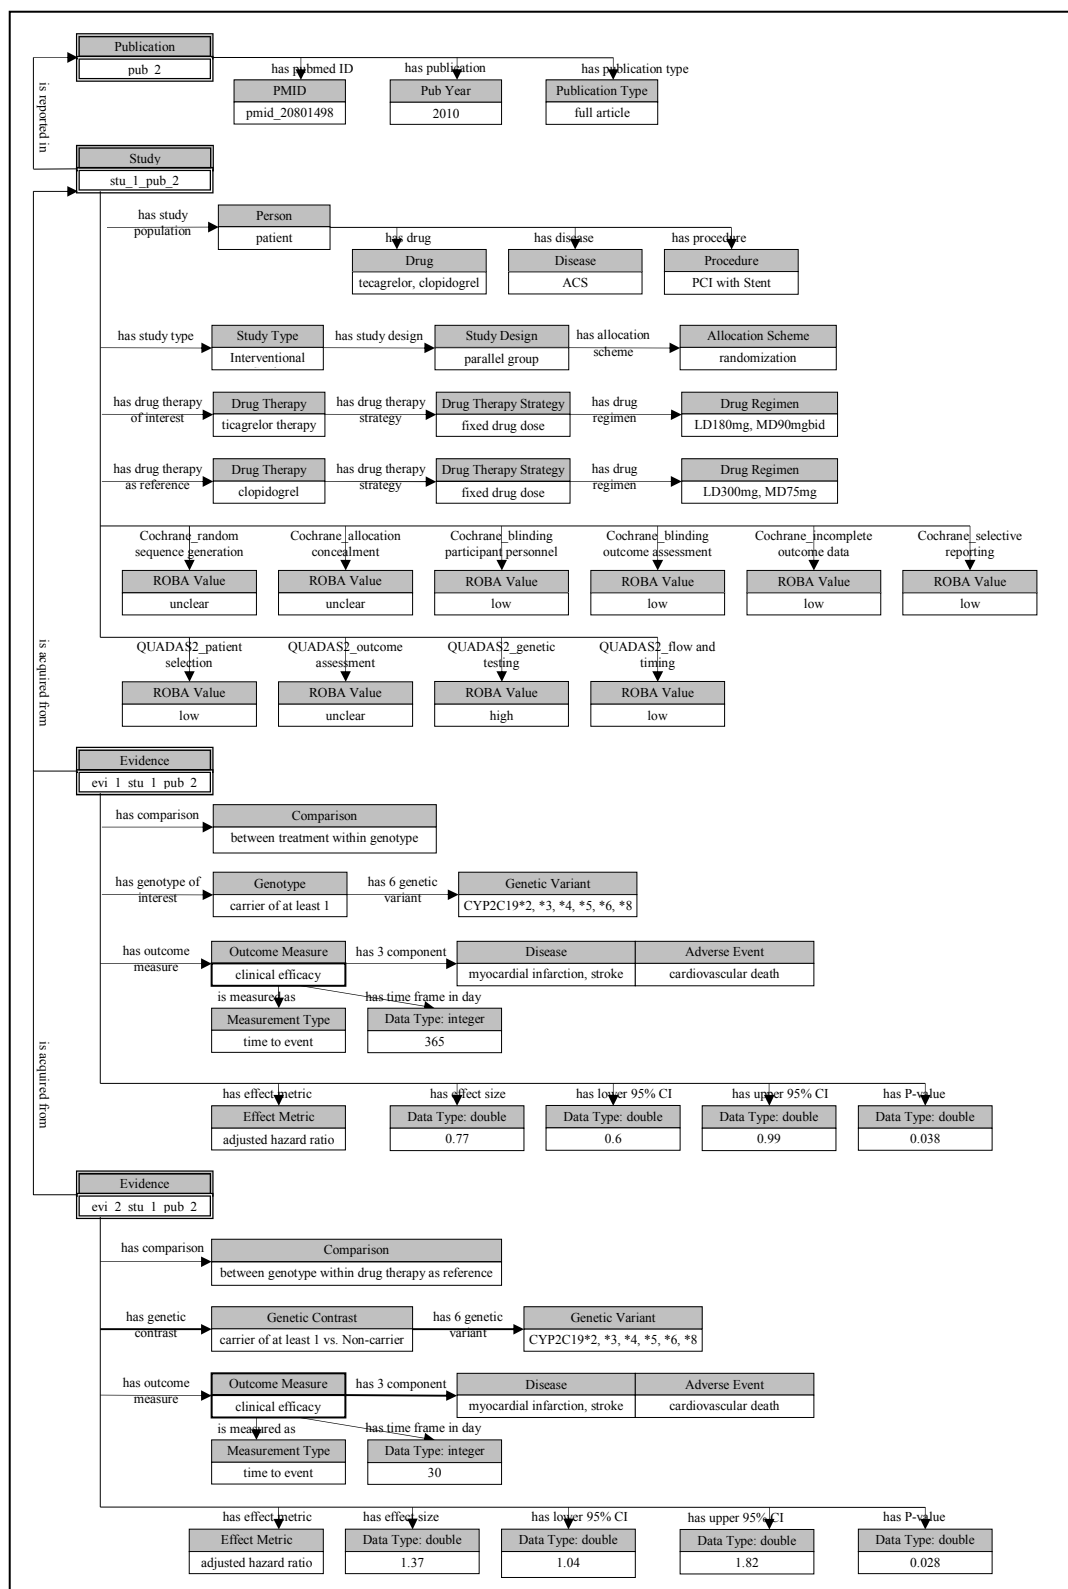 Publication
pub_2
is reported in
has pubmed ID
has publication
has publication type
PMID
Pub Year
Publication Type
pmid_20801498
2010
full article
Study
stu_1_pub_2
has study
population
Person
patient
has drug
has disease
has procedure
Drug
Disease
Procedure
tecagrelor, clopidogrel
ACS
PCI with Stent
has study type
Study Type
Interventional
has study design
Study Design
parallel group
has allocation
scheme
Allocation Scheme
randomization
has drug therapy
of interest
Drug Therapy
ticagrelor therapy
has drug therapy
strategy
Drug Therapy Strategy
fixed drug dose
has drug
regimen
Drug Regimen
LD180mg, MD90mgbid
has drug therapy
as reference
Drug Therapy
clopidogrel
has drug therapy
strategy
Drug Therapy Strategy
fixed drug dose
has drug
regimen
Drug Regimen
LD300mg, MD75mg
Cochrane_random
sequence generation
Cochrane_allocation
concealment
Cochrane_blinding
participant personnel
Cochrane_blinding
outcome assessment
Cochrane_incomplete
outcome data
Cochrane_selective
reporting
ROBA Value
ROBA Value
ROBA Value
ROBA Value
ROBA Value
ROBA Value
unclear
unclear
low
low
low
low
is acquired from
QUADAS2_patient
selection
QUADAS2_outcome
assessment
QUADAS2_genetic
testing
QUADAS2_flow and
timing
ROBA Value
ROBA Value
ROBA Value
ROBA Value
low
unclear
high
low
Evidence
evi_1_stu_1_pub_2
has comparison
Comparison
between treatment within genotype
has genotype of
interest
Genotype
carrier of at least 1
has 6 genetic
variant
Genetic Variant
CYP2C19*2, *3, *4, *5, *6, *8
has outcome
measure
Outcome Measure
clinical efficacy
has 3 component
Disease
Adverse Event
myocardial infarction, stroke
cardiovascular death
is measured as
has time frame in day
Measurement Type
Data Type: integer
time to event
365
is acquired from
has effect metric
has effect size
has lower 95% CI
has upper 95% CI
has P-value
Effect Metric
Data Type: double
Data Type: double
Data Type: double
Data Type: double
adjusted hazard ratio
0.77
0.6
0.99
0.038
Evidence
evi_2_stu_1_pub_2
has comparison
Comparison
between genotype within drug therapy as reference
has genetic
contrast
Genetic Contrast
carrier of at least 1 vs. Non-carrier
has 6 genetic
variant
Genetic Variant
CYP2C19*2, *3, *4, *5, *6, *8
has outcome
measure
Outcome Measure
clinical efficacy
has 3 component
Disease
Adverse Event
myocardial infarction, stroke
cardiovascular death
is measured as
has time frame in day
Measurement Type
Data Type: integer
time to event
30
has effect metric
has effect size
has lower 95% CI
has upper 95% CI
has P-value
Effect Metric
Data Type: double
Data Type: double
Data Type: double
Data Type: double
adjusted hazard ratio
1.37
1.04
1.82
0.028